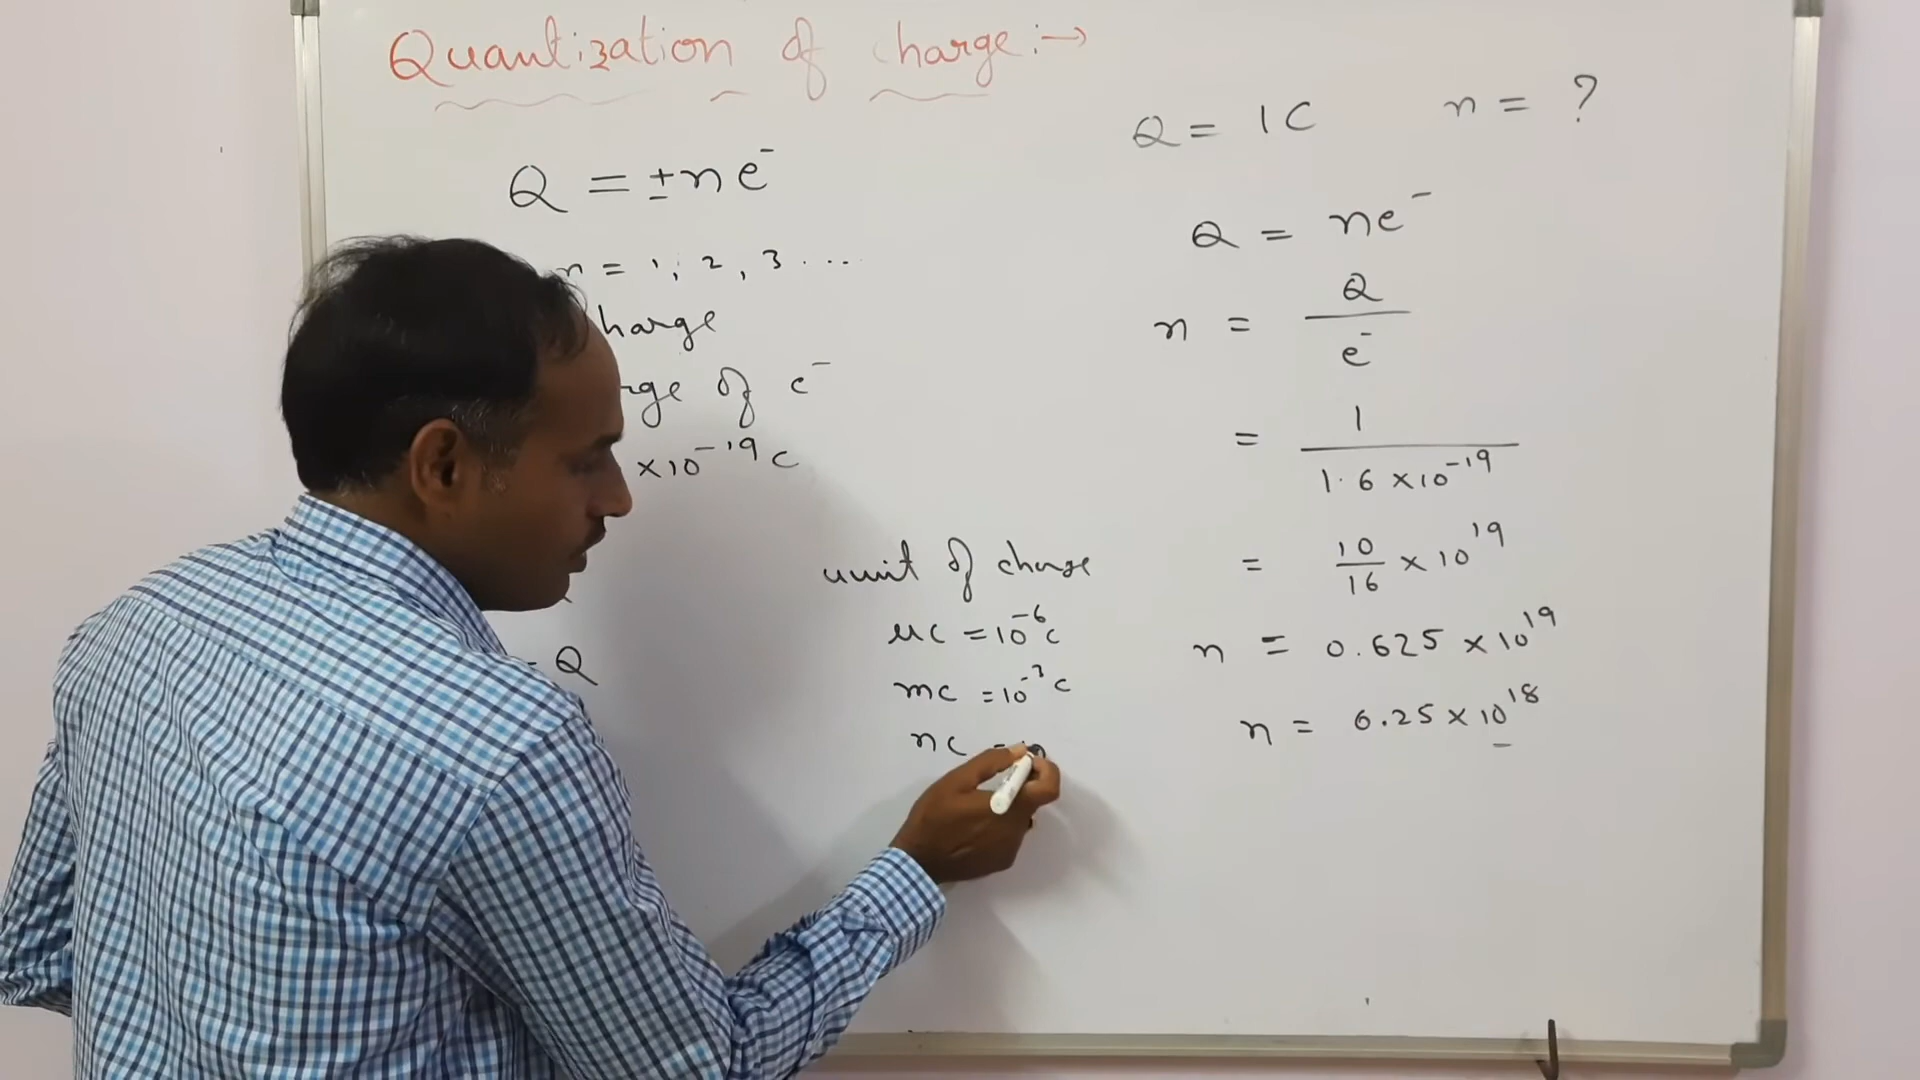 Quantization of charge :→
Q = ±ne⁻
n = 1, 2, 3 ....
harge
rge of e⁻
×10⁻¹⁹ c
- Q
unit of charge
μc = 10⁻⁶ c
mc = 10⁻³ c
nc =
Q = 1C n = ?
Q = ne⁻
n = Q / e⁻
= 1 / 1.6 ×10⁻¹⁹
= 10/16 × 10¹⁹
n = 0.625 × 10¹⁹
n = 6.25 × 10¹⁸